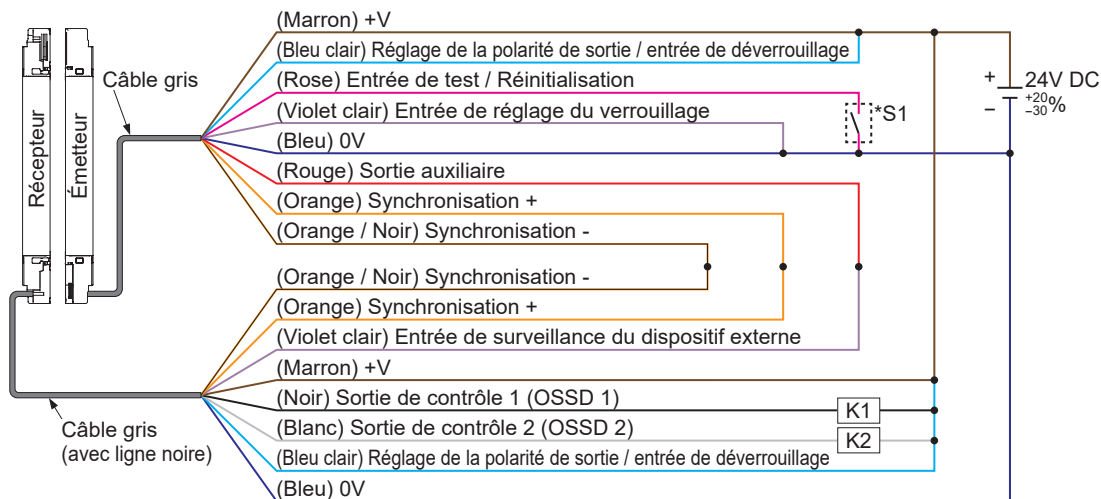 Récepteur
Émetteur
Câble gris
(Marron) +V
(Bleu clair) Réglage de la polarité de sortie / entrée de déverrouillage
(Rose) Entrée de test / Réinitialisation
(Violet clair) Entrée de réglage du verrouillage
(Bleu) 0V
(Rouge) Sortie auxiliaire
(Orange) Synchronisation +
(Orange / Noir) Synchronisation -
*S1
+
−
24V DC
+20
−30 %
(Orange / Noir) Synchronisation -
(Orange) Synchronisation +
(Violet clair) Entrée de surveillance du dispositif externe
(Marron) +V
(Noir) Sortie de contrôle 1 (OSSD 1)
K1
(Blanc) Sortie de contrôle 2 (OSSD 2)
K2
(Bleu clair) Réglage de la polarité de sortie / entrée de déverrouillage
(Bleu) 0V
Câble gris
(avec ligne noire)